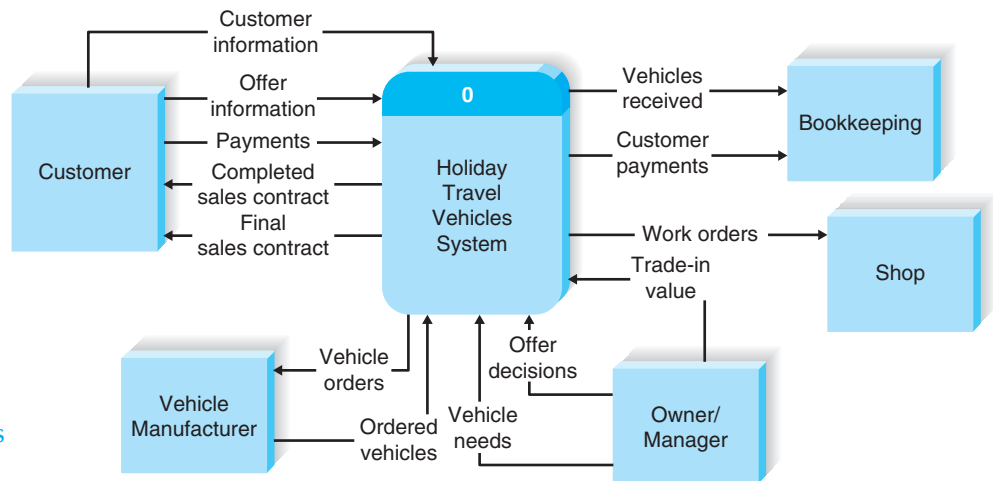 Customer
information
Offer
information
Payments
Completed
sales contract
Final
sales contract
Customer
0
Holiday
Travel
Vehicles
System
Vehicles
received
Customer
payments
Bookkeeping
Work orders
Trade-in
value
Shop
Vehicle
orders
Ordered
vehicles
Vehicle
Manufacturer
Offer
decisions
Vehicle
needs
Owner/
Manager
s